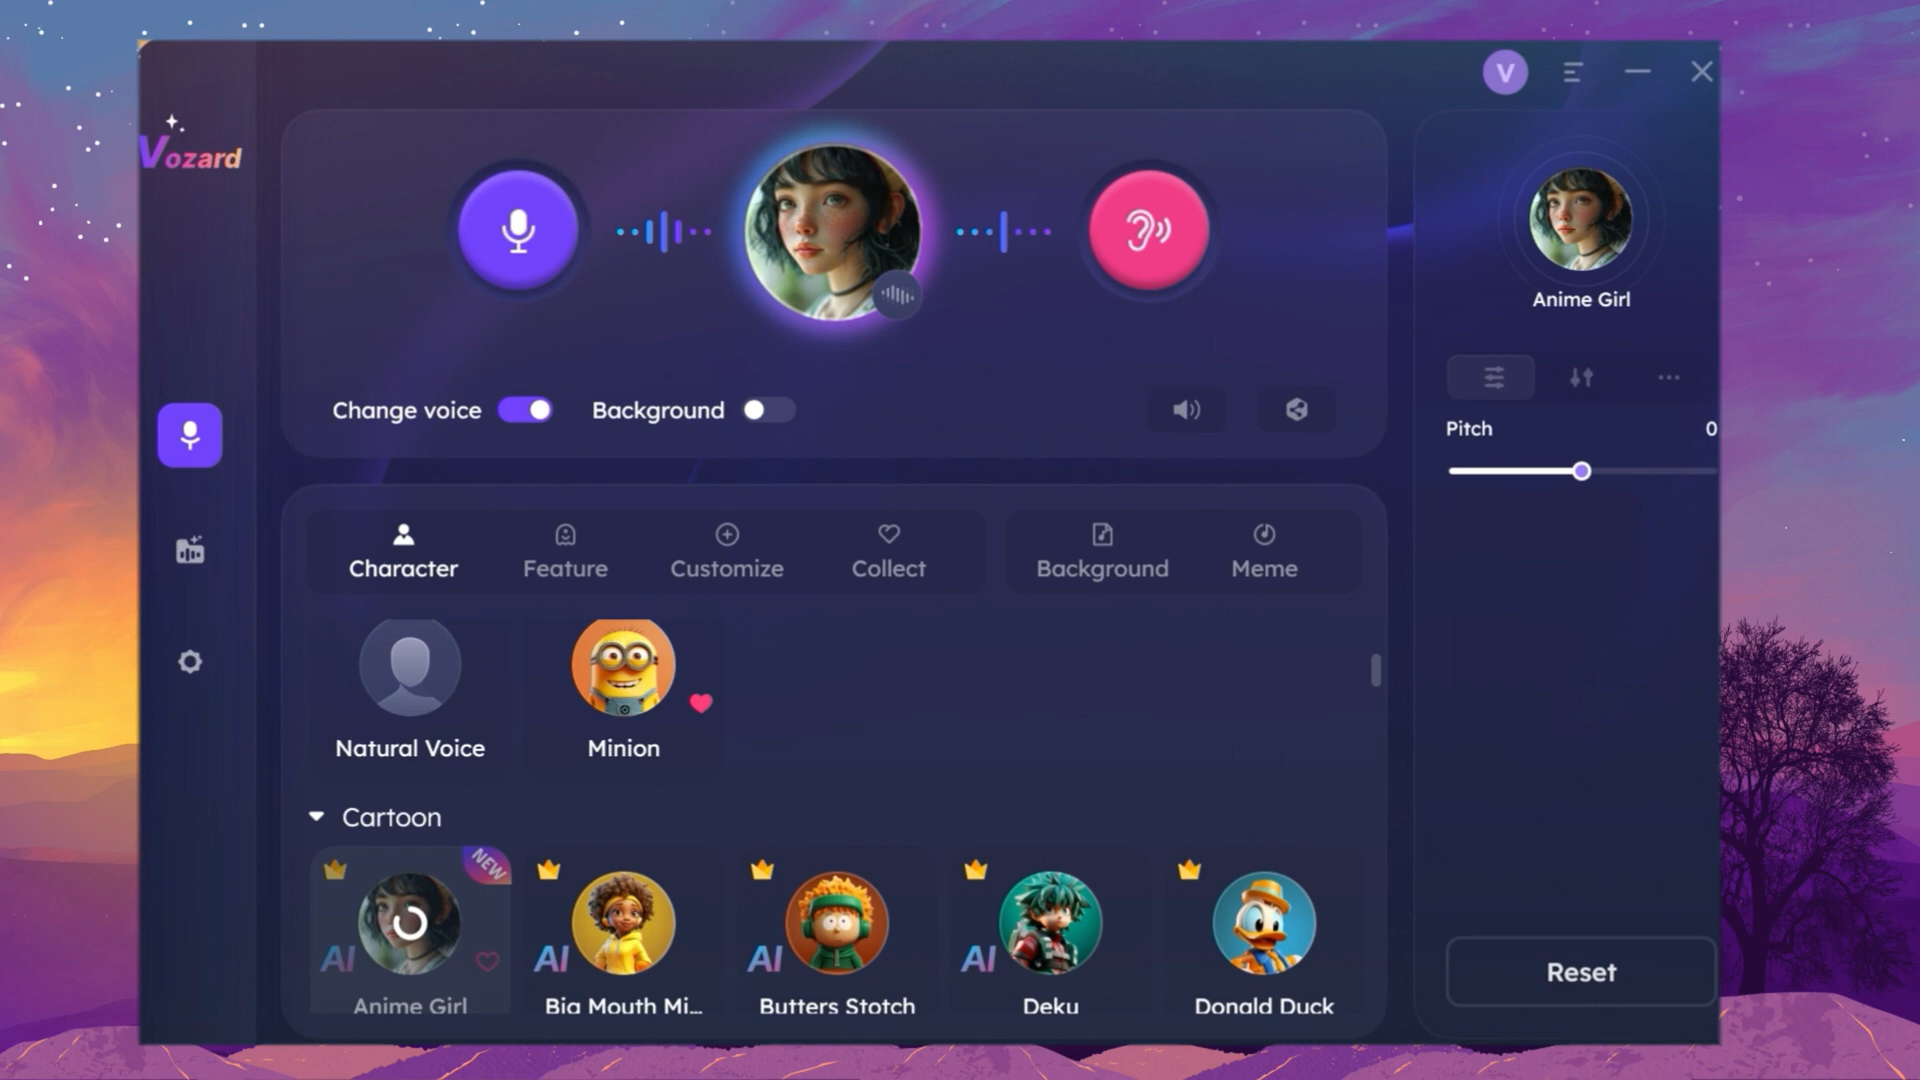 V
Vozard
Anime Girl
Change voice
Background
Pitch
0
Character
Feature
Customize
Collect
Background
Meme
Natural Voice
Minion
Cartoon
NEW
AI
AI
AI
AI
Anime Girl
Big Mouth Mi...
Butters Stotch
Deku
Donald Duck
Reset